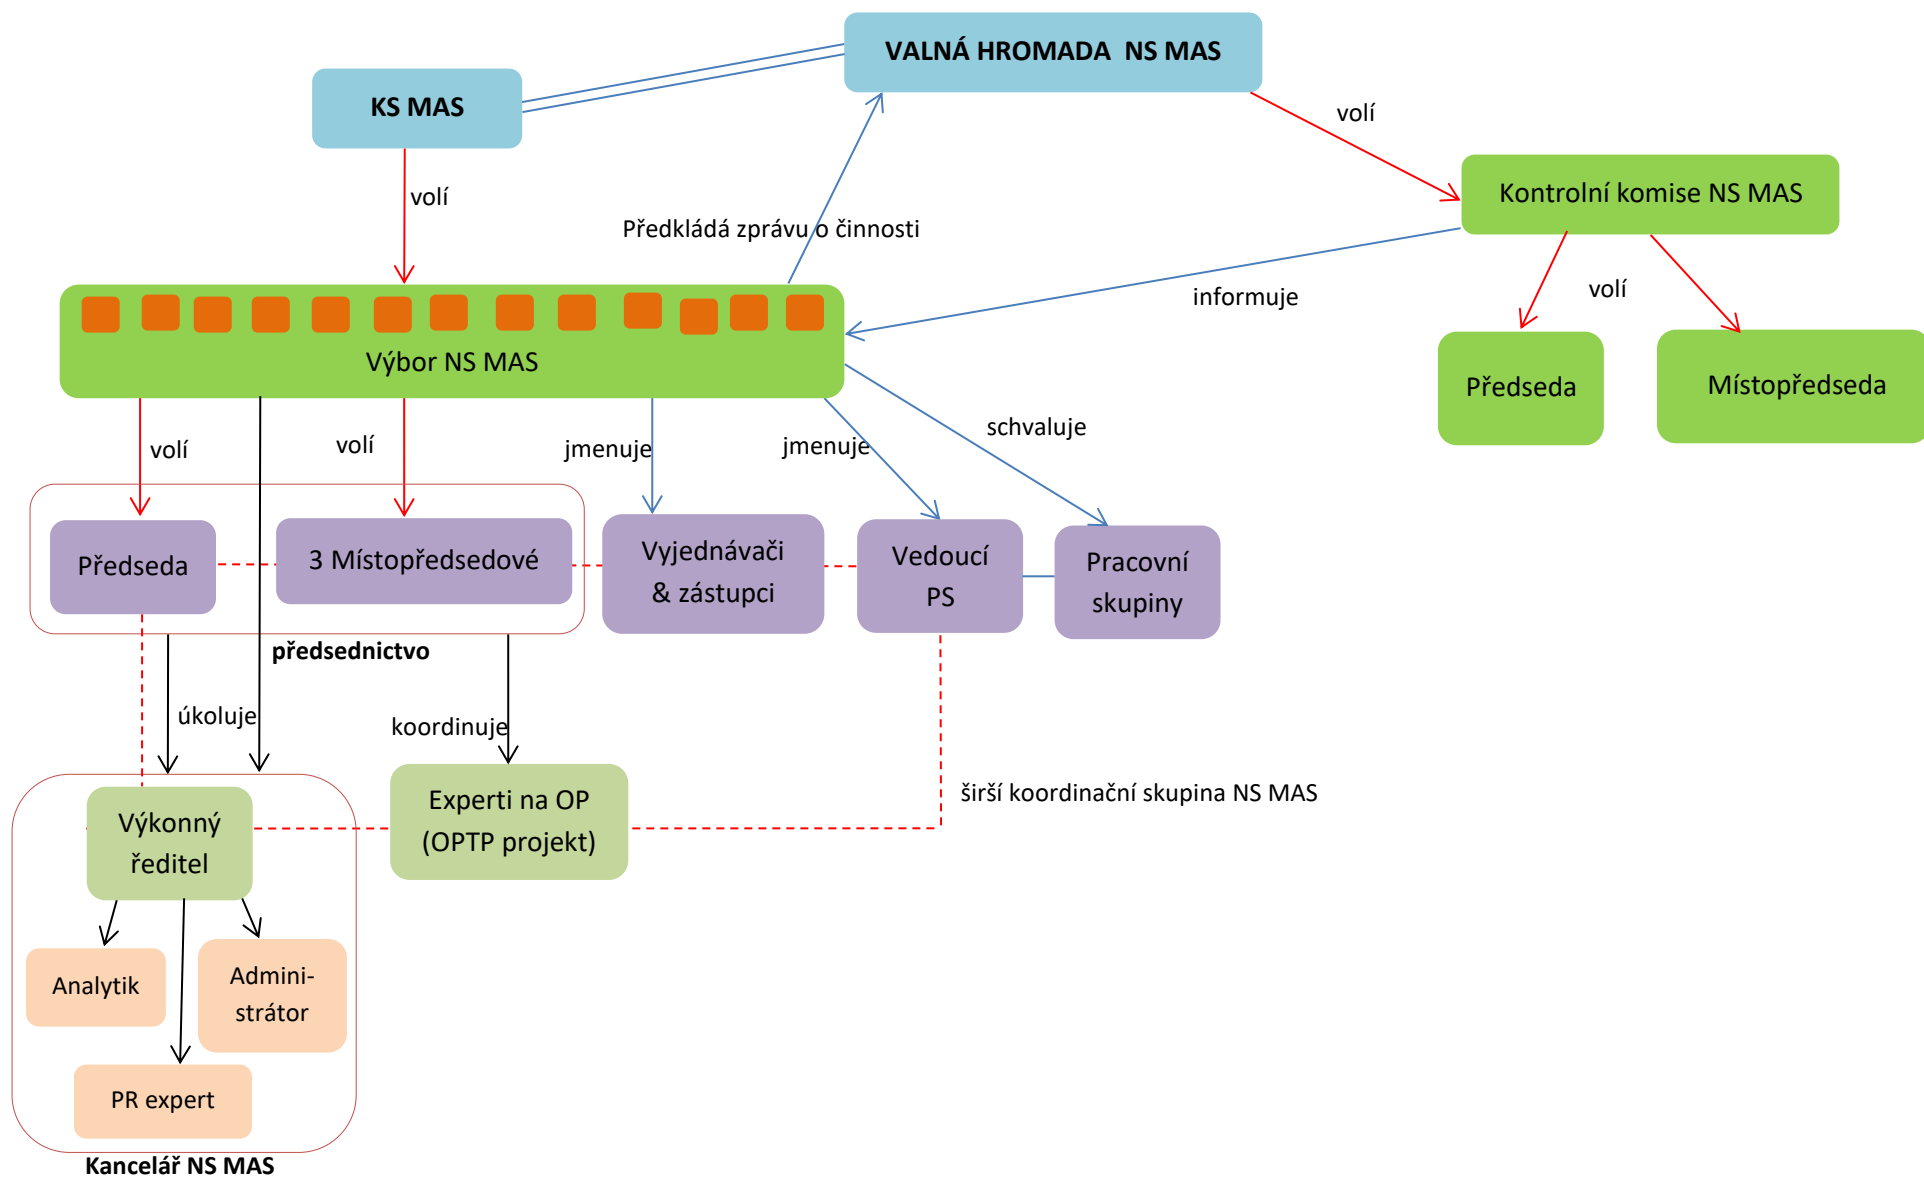 VALNÁ HROMADA  NS MAS
KS MAS
volí
volí
Kontrolní komise NS MAS
Předkládá zprávu o činnosti
informuje
volí
Výbor NS MAS
Předseda
Místopředseda
volí
volí
jmenuje
jmenuje
schvaluje
Předseda
3 Místopředsedové
Vyjednávači
& zástupci
Vedoucí
PS
Pracovní
skupiny
předsednictvo
úkoluje
koordinuje
širší koordinační skupina NS MAS
Výkonný
ředitel
Experti na OP
(OPTP projekt)
Analytik
Admini-
strátor
PR expert
Kancelář NS MAS